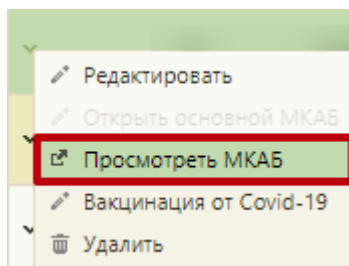 Редактировать
Открыть основной МКАБ
Просмотреть МКАБ
Вакцинация от Covid-19
Удалить